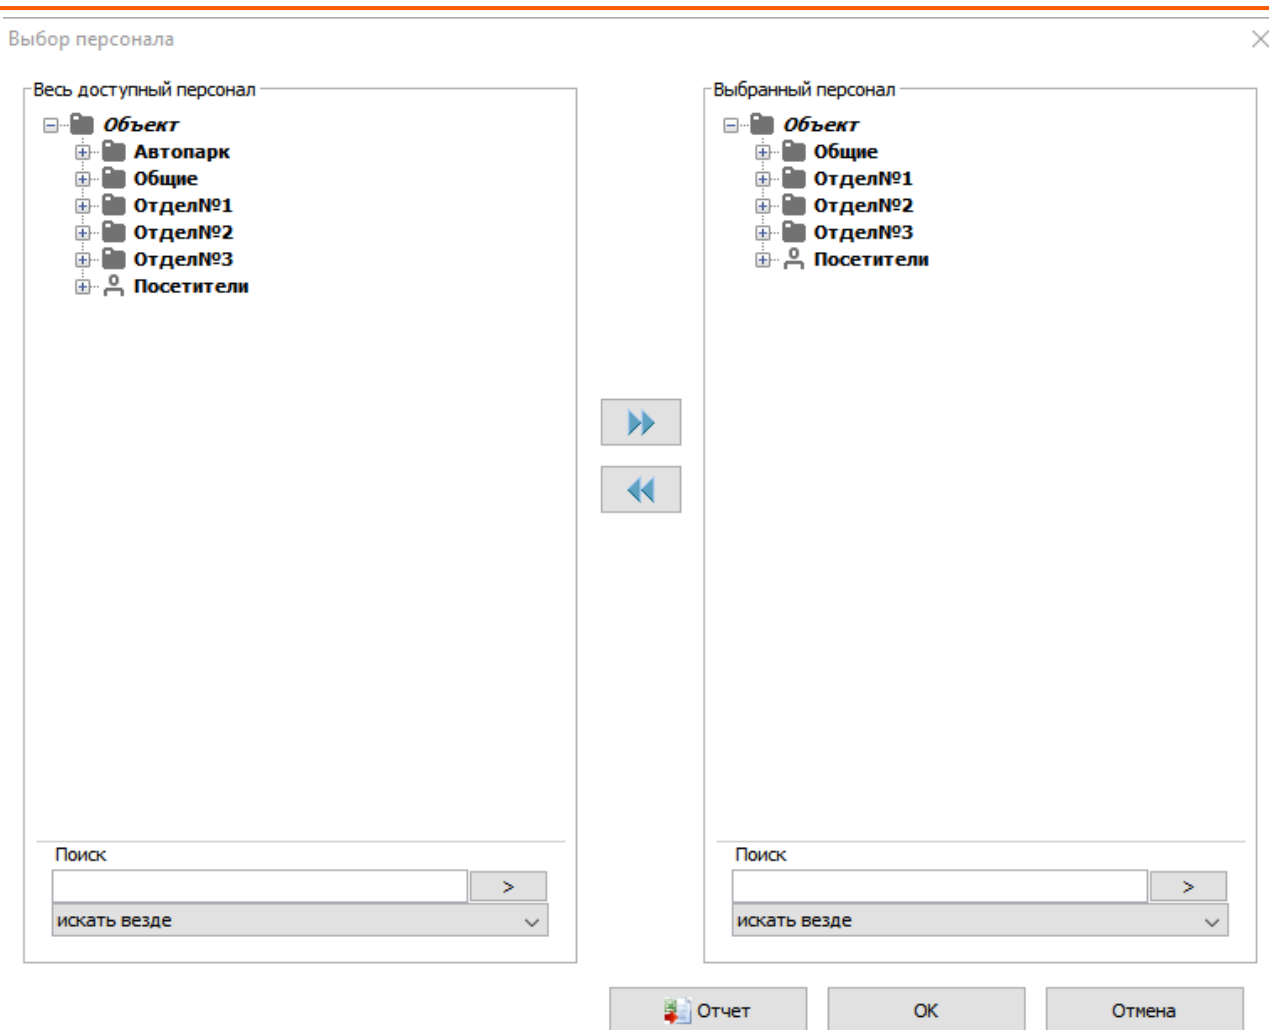 Выбор персонала
Весь доступный персонал
Объект
Автопарк
Общие
Отдел№1
Отдел№2
Отдел№3
Посетители
Поиск
>
искать везде
Выбранный персонал
Объект
Общие
Отдел№1
Отдел№2
Отдел№3
Посетители
Поиск
>
искать везде
Отчет
ОК
Отмена